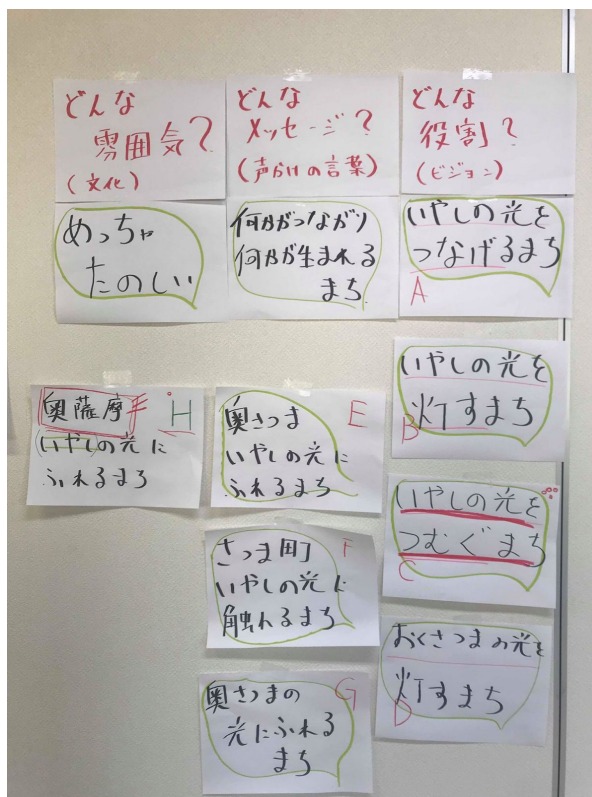 どんな
雰囲気?
(文化)
どんな
メッセージ?
(声かけの言葉)
どんな
役割?
(ビジョン)
めっちゃ
たのしい
何かがつながり
何かが生まれる
まち
いやしの光を
つなげるまち
A
いやしの光を
灯すまち
B
いやしの光を
つむぐまち
C
おくさつまの光を
灯すまち
D
奥さつま
いやしの光に
ふれるまち
E
さつま町
いやしの光に
触れるまち
F
奥さつまの
光にふれる
まち
G
奥薩摩
H
(いやしの光に
ふれるまち